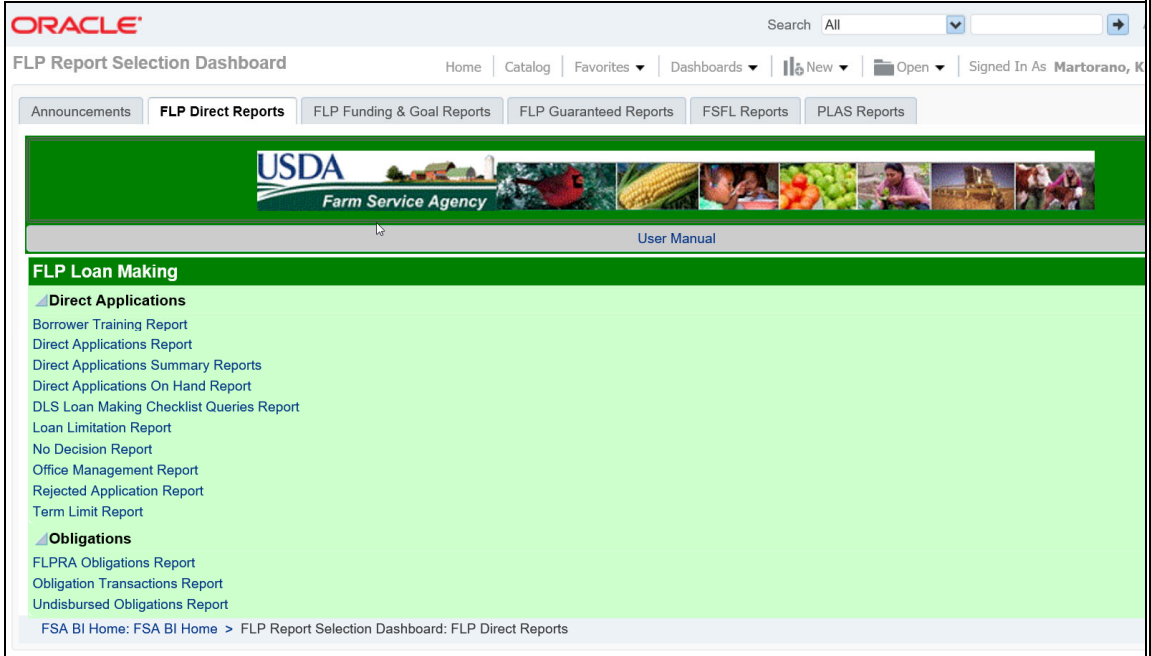 ORACLE
Search All
FLP Report Selection Dashboard
Home Catalog Favorites Dashboards New Open Signed In As Martorano, K
Announcements FLP Direct Reports FLP Funding & Goal Reports FLP Guaranteed Reports FSFL Reports PLAS Reports
USDA
Farm Service Agency
User Manual
FLP Loan Making
Direct Applications
Borrower Training Report
Direct Applications Report
Direct Applications Summary Reports
Direct Applications On Hand Report
DLS Loan Making Checklist Queries Report
Loan Limitation Report
No Decision Report
Office Management Report
Rejected Application Report
Term Limit Report
Obligations
FLPRA Obligations Report
Obligation Transactions Report
Undisbursed Obligations Report
FSA BI Home: FSA BI Home > FLP Report Selection Dashboard: FLP Direct Reports